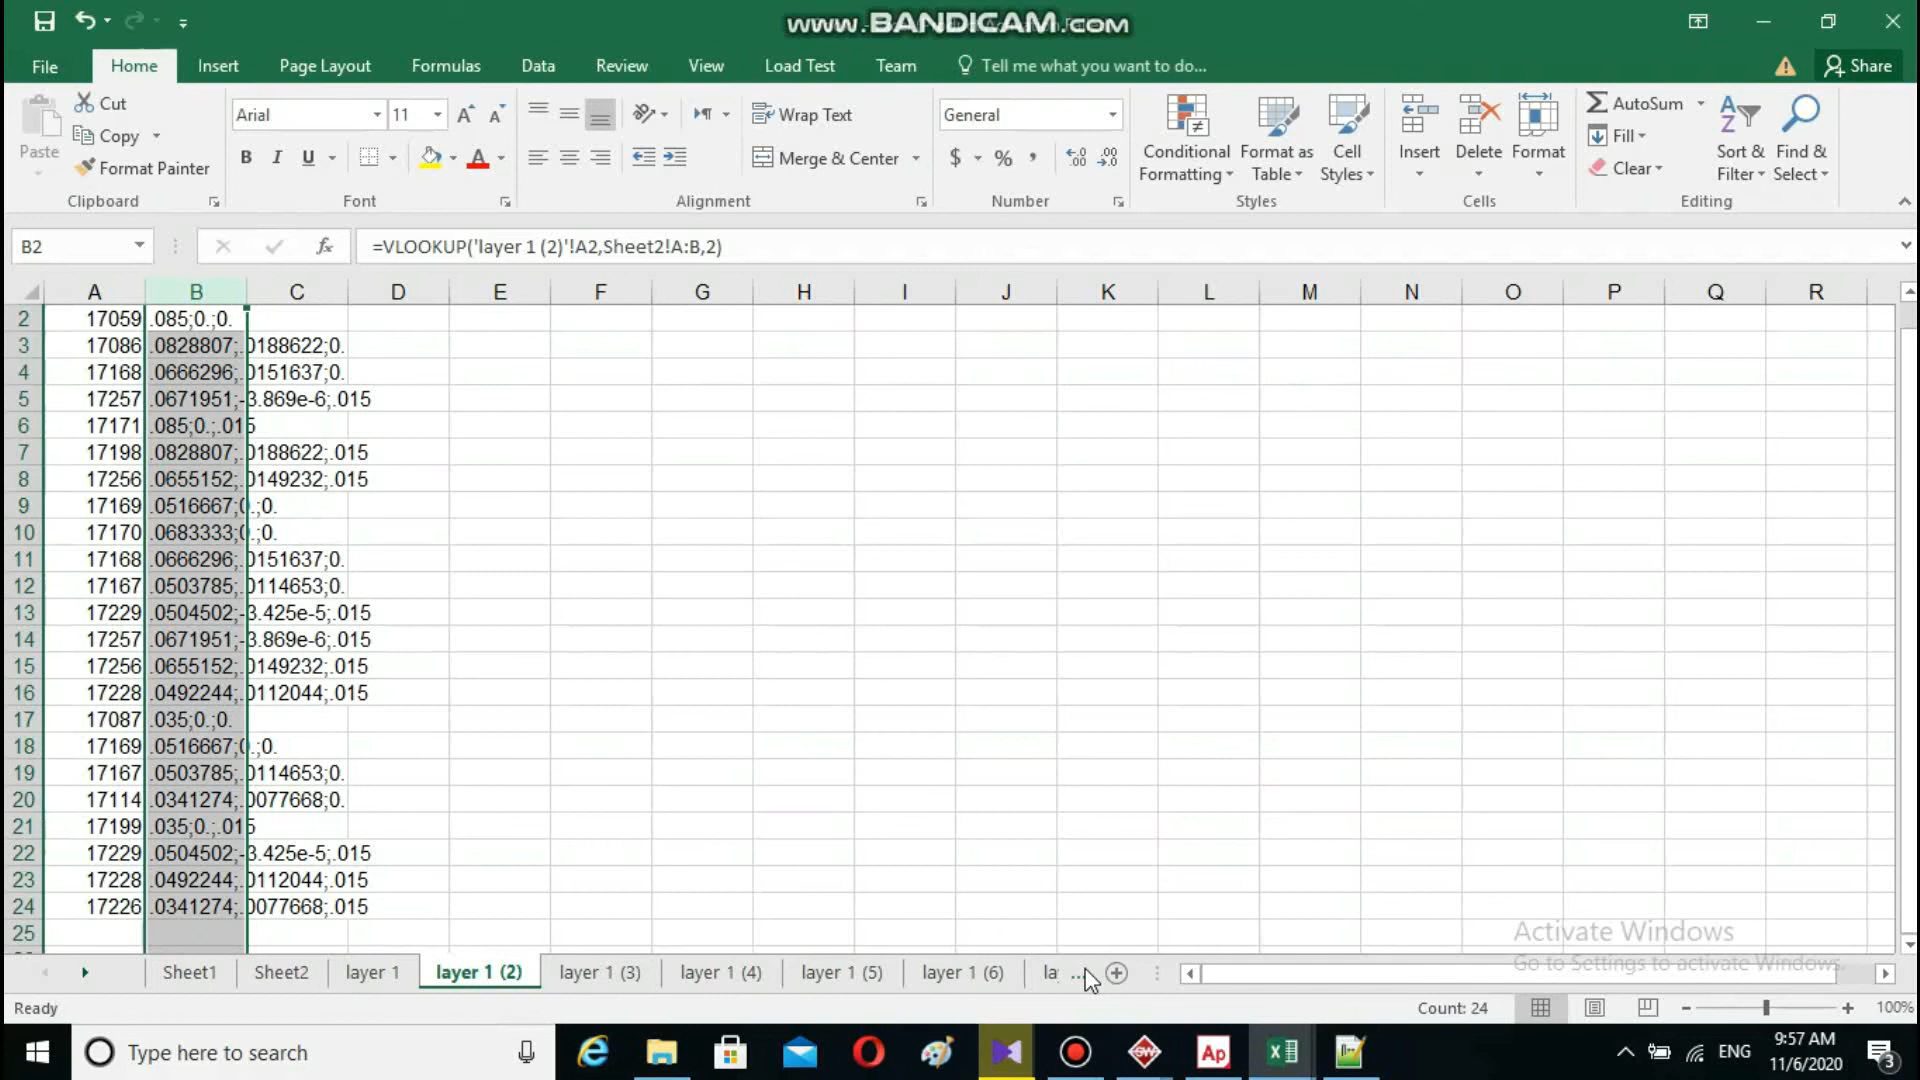 www.BANDICAM.com
File Home Insert Page Layout Formulas Data Review View Load Test Team Tell me what you want to do... Share
Paste
Cut
Copy
Format Painter
Clipboard
Arial 11
B I U
Font
Wrap Text
Merge & Center
Alignment
General
$ % ,
Number
Conditional Formatting
Format as Table
Cell Styles
Styles
Insert Delete Format
Cells
AutoSum
Fill
Clear
Sort & Filter
Find & Select
Editing
B2 fx =VLOOKUP('layer 1 (2)'!A2,Sheet2!A:B,2)
A B C D E F G H I J K L M N O P Q R
2 17059 .085;0.;0.
3 17086 .0828807;.0188622;0.
4 17168 .0666296;.0151637;0.
5 17257 .0671951;-3.869e-6;.015
6 17171 .085;0.;.015
7 17198 .0828807;.0188622;.015
8 17256 .0655152;.0149232;.015
9 17169 .0516667;0.;0.
10 17170 .0683333;0.;0.
11 17168 .0666296;.0151637;0.
12 17167 .0503785;.0114653;0.
13 17229 .0504502;-3.425e-5;.015
14 17257 .0671951;-3.869e-6;.015
15 17256 .0655152;.0149232;.015
16 17228 .0492244;.0112044;.015
17 17087 .035;0.;0.
18 17169 .0516667;0.;0.
19 17167 .0503785;.0114653;0.
20 17114 .0341274;.0077668;0.
21 17199 .035;0.;.015
22 17229 .0504502;-3.425e-5;.015
23 17228 .0492244;.0112044;.015
24 17226 .0341274;.0077668;.015
25
Activate Windows
Go to Settings to activate Windows.
Sheet1 Sheet2 layer 1 layer 1 (2) layer 1 (3) layer 1 (4) layer 1 (5) layer 1 (6) la ...
Ready Count: 24 100%
Type here to search
ENG
9:57 AM
11/6/2020
3